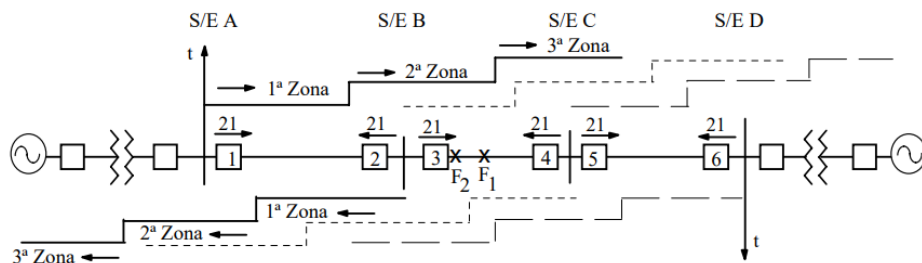 S/E A S/E B S/E C S/E D
t
3ª Zona
2ª Zona
1ª Zona
21 21 21 21 21 21
1 2 3 4 5 6
F2 F1
1ª Zona
2ª Zona
3ª Zona
t